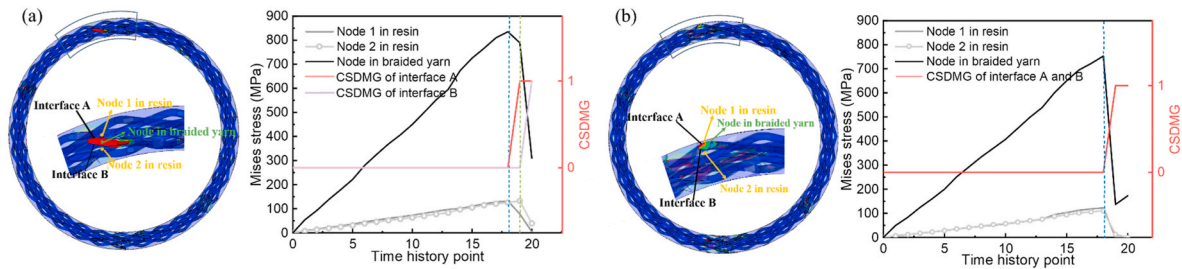 (a)
Interface A
Node 1 in resin
Node in braided yarn
Node 2 in resin
Interface B
Mises stress (MPa)
900
800
700
600
500
400
300
200
100
0
Node 1 in resin
Node 2 in resin
Node in braided yarn
CSDMG of interface A
CSDMG of interface B
1
0
CSDMG
0 5 10 15 20
Time history point
(b)
Node 1 in resin
Interface A
Node in braided yarn
Node 2 in resin
Interface B
Mises stress (MPa)
900
800
700
600
500
400
300
200
100
0
Node 1 in resin
Node 2 in resin
Node in braided yarn
CSDMG of interface A and B
1
0
CSDMG
0 5 10 15 20
Time history point